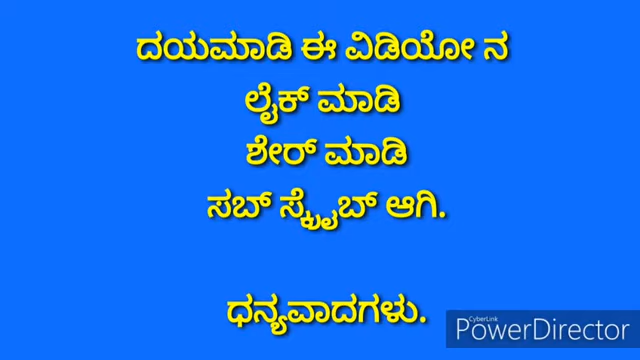 ದಯಮಾಡಿ ಈ ವಿಡಿಯೋ ನ
ಲೈಕ್ ಮಾಡಿ
ಶೇರ್ ಮಾಡಿ
ಸಬ್ ಸ್ಕ್ರೈಬ್ ಆಗಿ.
ಧನ್ಯವಾದಗಳು.
CyberLink
PowerDirector